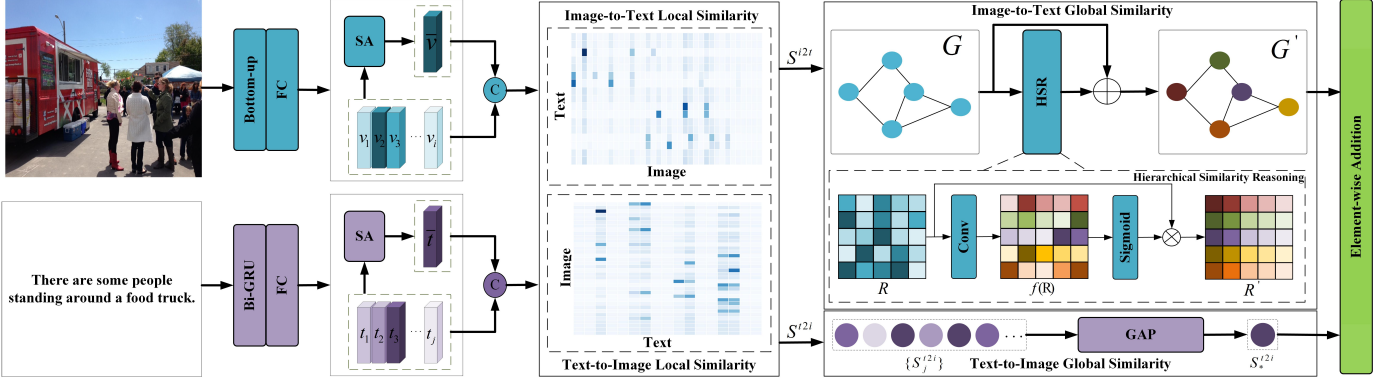 Bottom-up
FC
SA
v̄
v₁ v₂ v₃ ... vᵢ
C
Image-to-Text Local Similarity
Text
Image
S^{i2t}
Image-to-Text Global Similarity
G
HSR
G'
Hierarchical Similarity Reasoning
R
Conv
f(R)
Sigmoid
R'
Element-wise Addition
There are some people
standing around a food truck.
Bi-GRU
FC
SA
t̄
t₁ t₂ t₃ ... tⱼ
C
Image
Text
Text-to-Image Local Similarity
S^{t2i}
{Sⱼ^{t2i}}
...
GAP
S_*^{t2i}
Text-to-Image Global Similarity